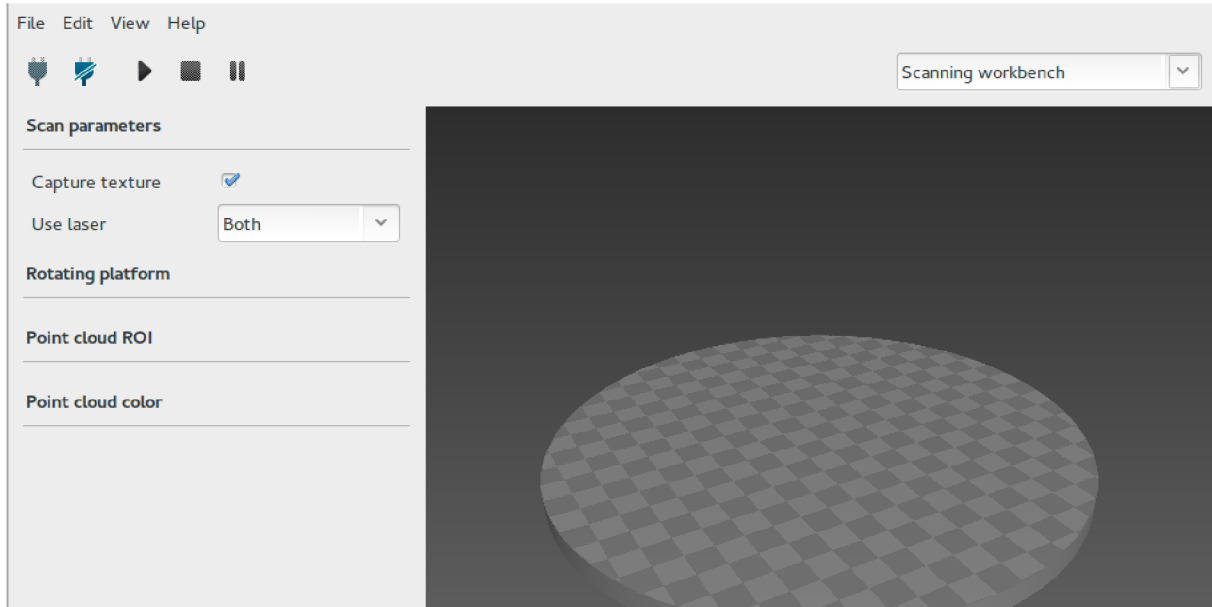 File Edit View Help
Scanning workbench
Scan parameters
Capture texture
Use laser Both
Rotating platform
Point cloud ROI
Point cloud color